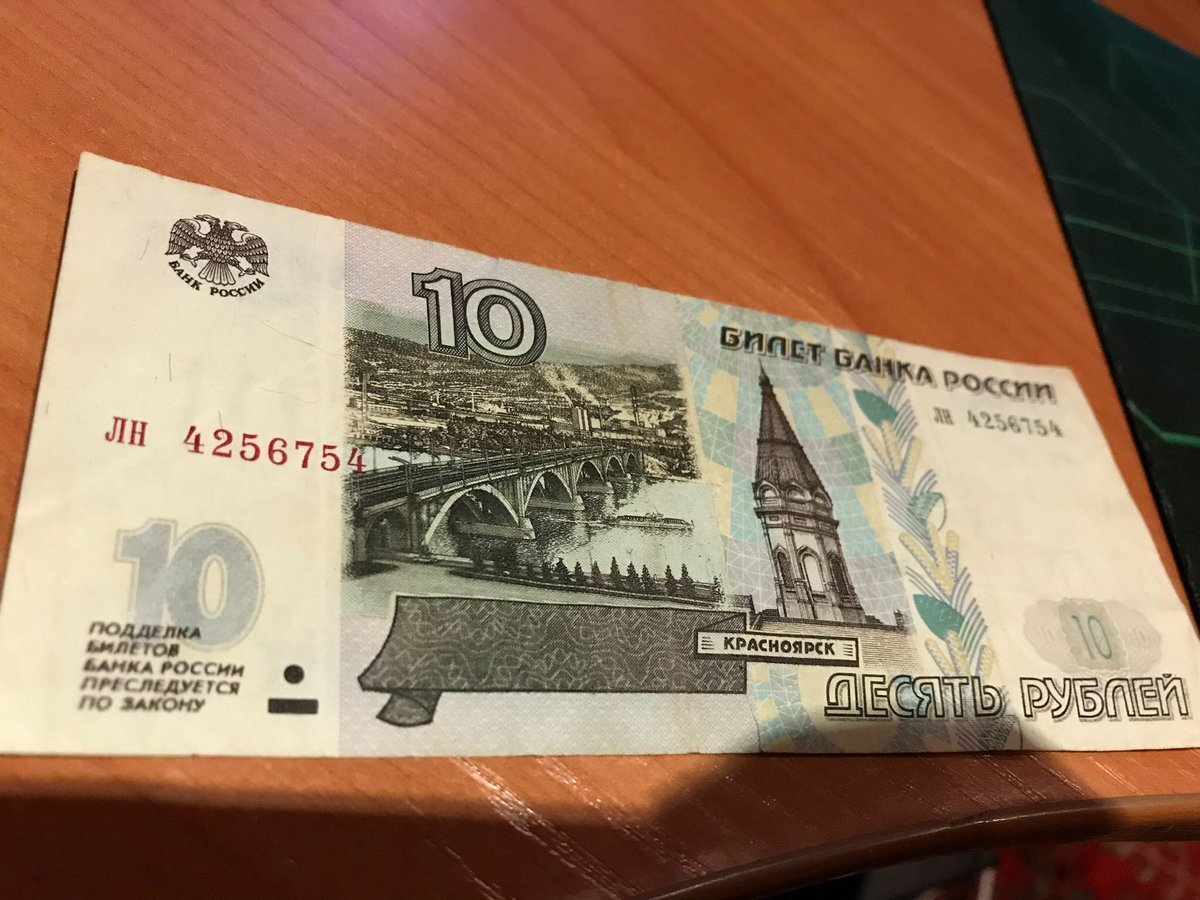 БАНК РОССИИ
10
БИЛЕТ БАНКА РОССИИ
ЛН 4256754
ЛН 4256754
10
ПОДДЕЛКА
БИЛЕТОВ
БАНКА РОССИИ
ПРЕСЛЕДУЕТСЯ
ПО ЗАКОНУ
КРАСНОЯРСК
10
ДЕСЯТЬ РУБЛЕЙ